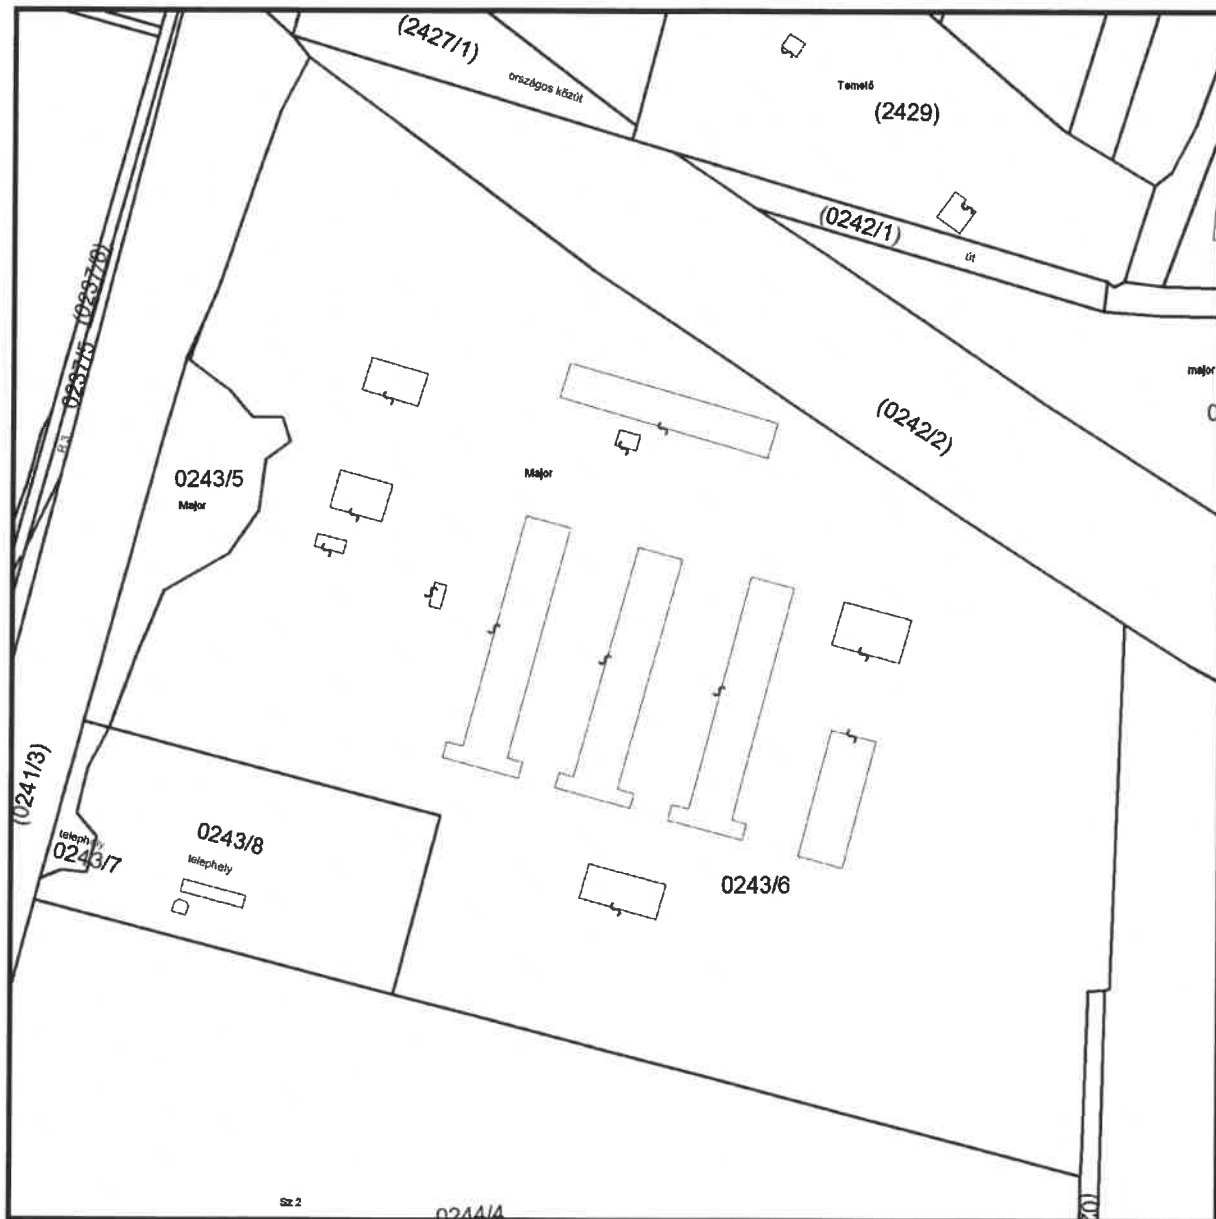 (2427/1)
országos közút
Temető
(2429)
(0242/1)
út
(0237/6)
0237/5
major
(0242/2)
0243/5
Major
Major
(0241/3)
telephely
0243/7
0243/8
telephely
0243/6
Sz 2
0244/4